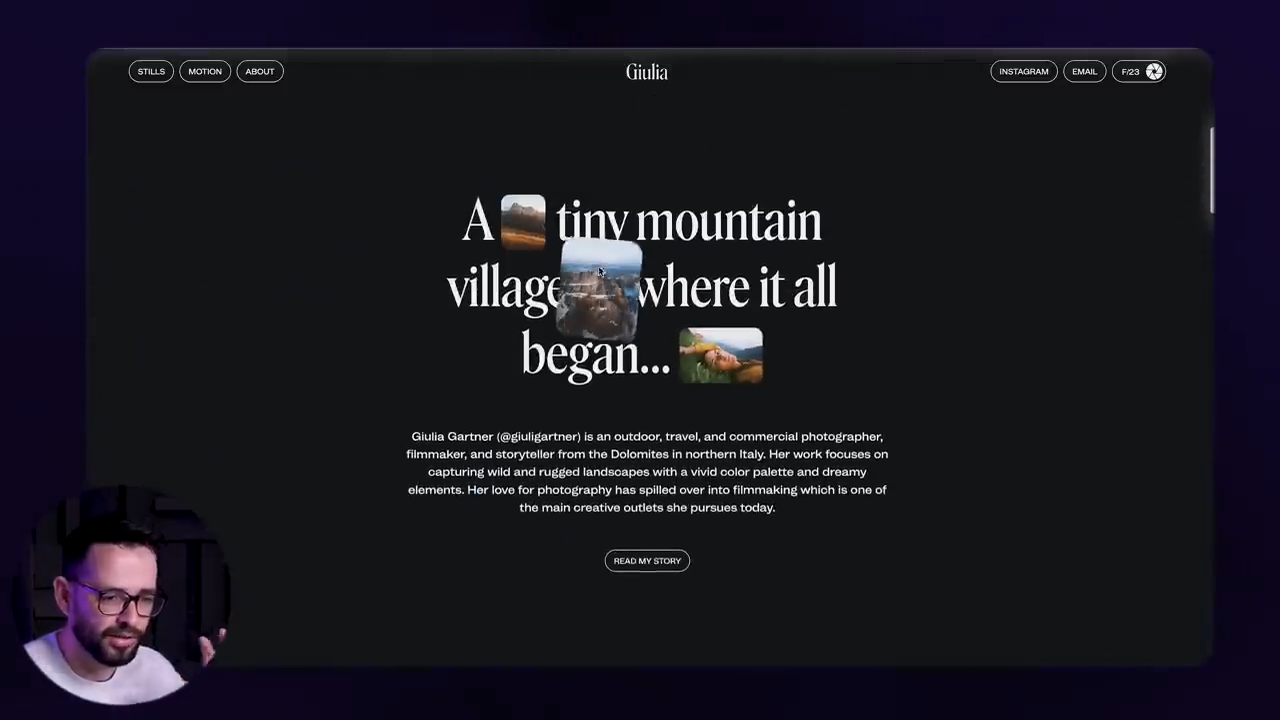 STILLS MOTION ABOUT Giulia INSTAGRAM EMAIL F/23
A tiny mountain
village where it all
began...
Giulia Gartner (@giuligartner) is an outdoor, travel, and commercial photographer,
filmmaker, and storyteller from the Dolomites in northern Italy. Her work focuses on
capturing wild and rugged landscapes with a vivid color palette and dreamy
elements. Her love for photography has spilled over into filmmaking which is one of
the main creative outlets she pursues today.
READ MY STORY